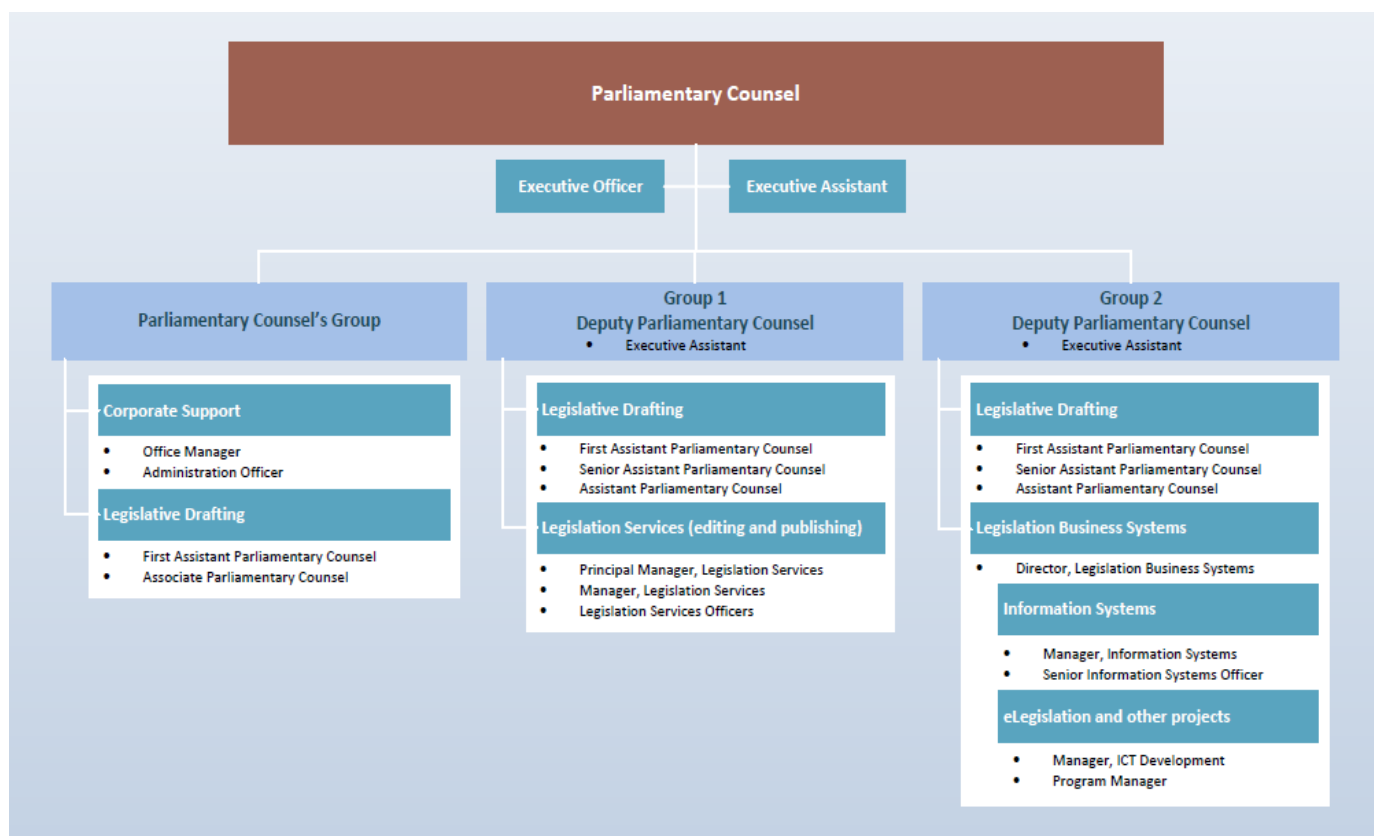 Parliamentary Counsel
Executive Officer
Executive Assistant
Parliamentary Counsel's Group
Corporate Support
• Office Manager
• Administration Officer
Legislative Drafting
• First Assistant Parliamentary Counsel
• Associate Parliamentary Counsel
Group 1
Deputy Parliamentary Counsel
• Executive Assistant
Legislative Drafting
• First Assistant Parliamentary Counsel
• Senior Assistant Parliamentary Counsel
• Assistant Parliamentary Counsel
Legislation Services (editing and publishing)
• Principal Manager, Legislation Services
• Manager, Legislation Services
• Legislation Services Officers
Group 2
Deputy Parliamentary Counsel
• Executive Assistant
Legislative Drafting
• First Assistant Parliamentary Counsel
• Senior Assistant Parliamentary Counsel
• Assistant Parliamentary Counsel
Legislation Business Systems
• Director, Legislation Business Systems
Information Systems
• Manager, Information Systems
• Senior Information Systems Officer
eLegislation and other projects
• Manager, ICT Development
• Program Manager